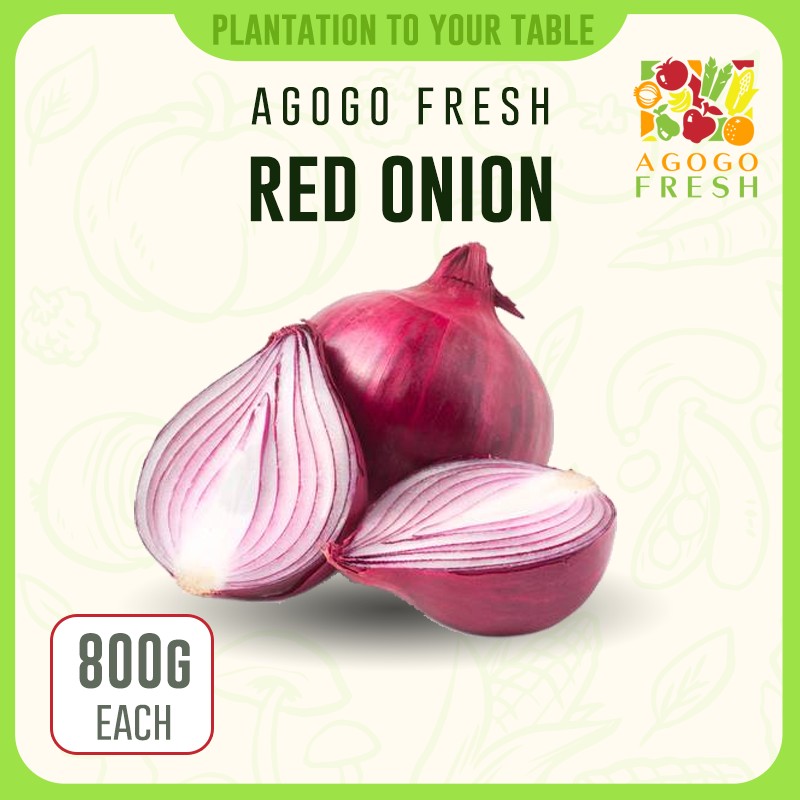 PLANTATION TO YOUR TABLE
AGOGO FRESH
RED ONION
AGOGO
FRESH
800G
EACH